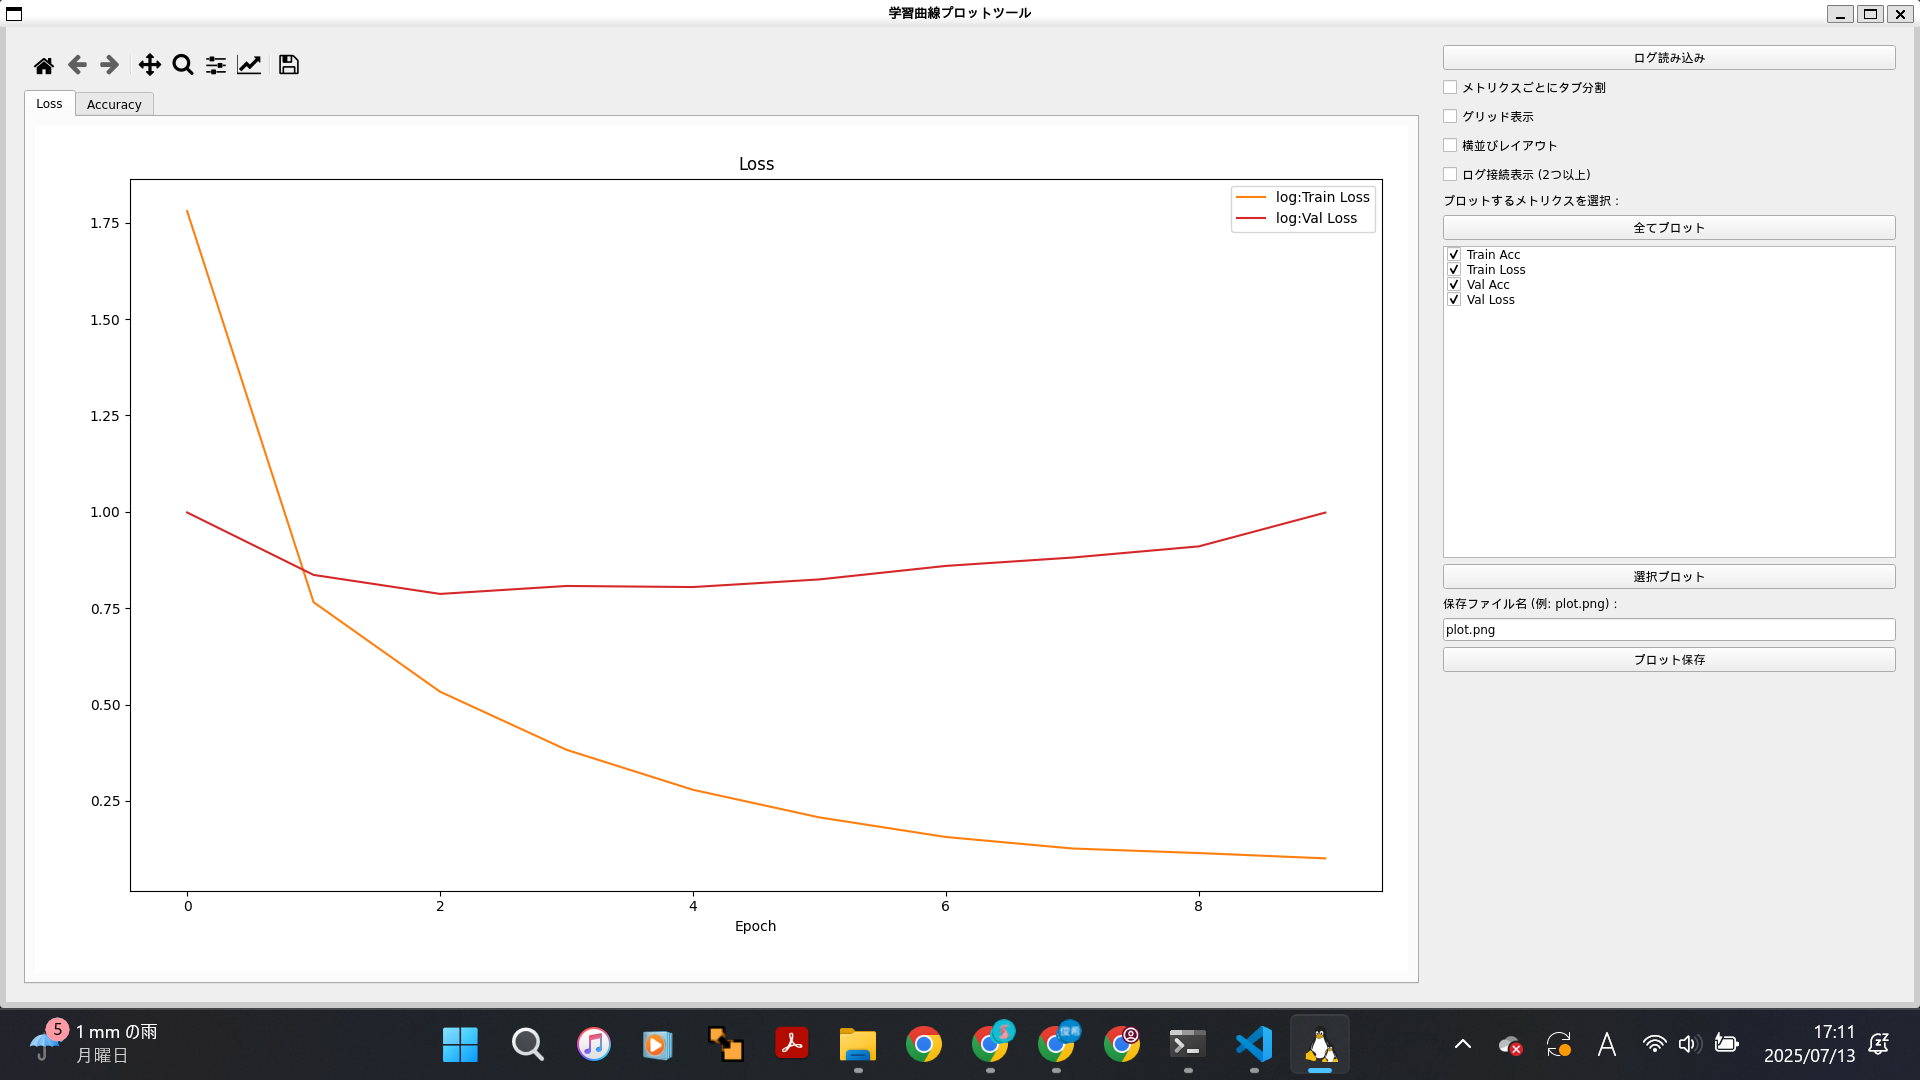 学習曲線プロットツール
Loss
Accuracy
Loss
log:Train Loss
log:Val Loss
1.75
1.50
1.25
1.00
0.75
0.50
0.25
0
2
4
6
8
Epoch
ログ読み込み
メトリクスごとにタブ分割
グリッド表示
横並びレイアウト
ログ接続表示 (2つ以上)
プロットするメトリクスを選択：
全てプロット
Train Acc
Train Loss
Val Acc
Val Loss
選択プロット
保存ファイル名 (例: plot.png)：
plot.png
プロット保存
5
1 mm の雨
月曜日
A
17:11
2025/07/13